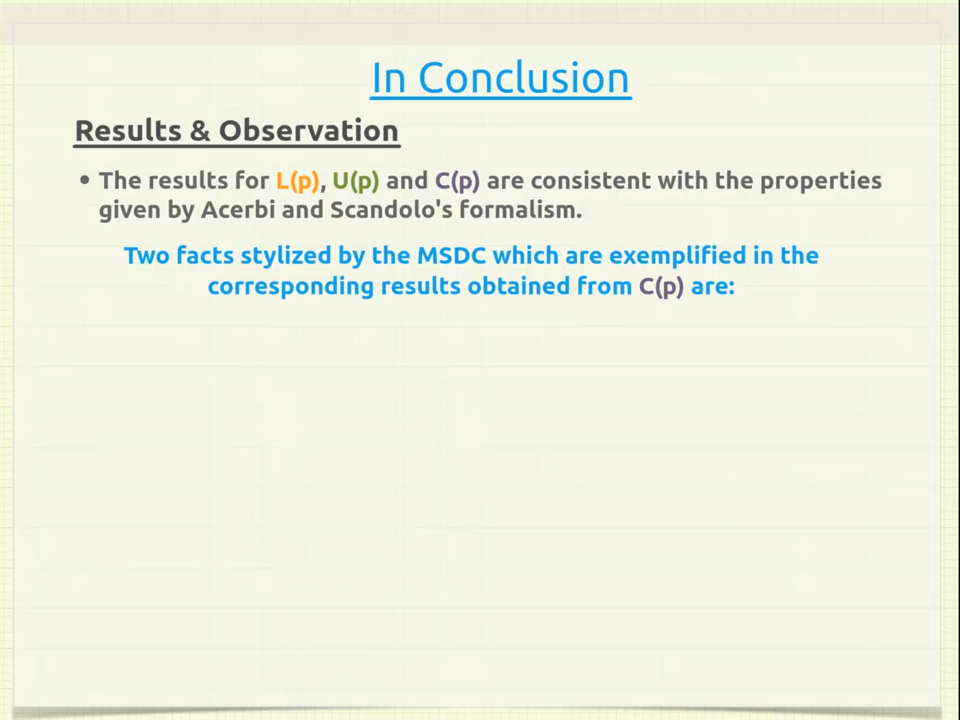 In Conclusion
Results & Observation
• The results for L(p), U(p) and C(p) are consistent with the properties
given by Acerbi and Scandolo's formalism.
Two facts stylized by the MSDC which are exemplified in the
corresponding results obtained from C(p) are: